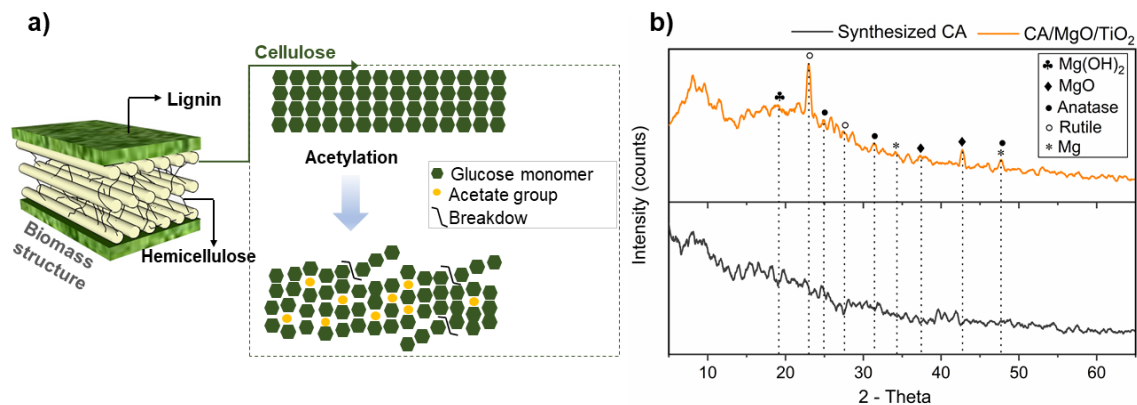 a)
Cellulose
Lignin
Acetylation
Glucose monomer
Acetate group
Breakdow
Hemicellulose
Biomass
structure
b)
Synthesized CA
CA/MgO/TiO₂
♣ Mg(OH)₂
♦ MgO
● Anatase
○ Rutile
* Mg
Intensity (counts)
10 20 30 40 50 60
2 - Theta